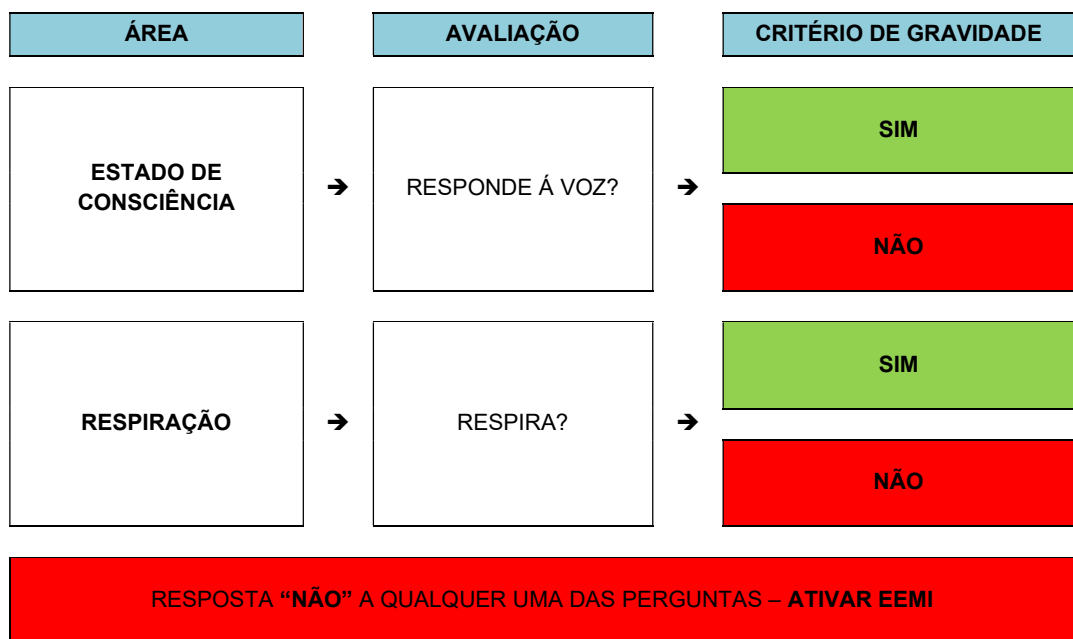 ÁREA
AVALIAÇÃO
CRITÉRIO DE GRAVIDADE
ESTADO DE
CONSCIÊNCIA
➔
RESPONDE Á VOZ?
➔
SIM
NÃO
RESPIRAÇÃO
➔
RESPIRA?
➔
SIM
NÃO
RESPOSTA “NÃO” A QUALQUER UMA DAS PERGUNTAS – ATIVAR EEMI